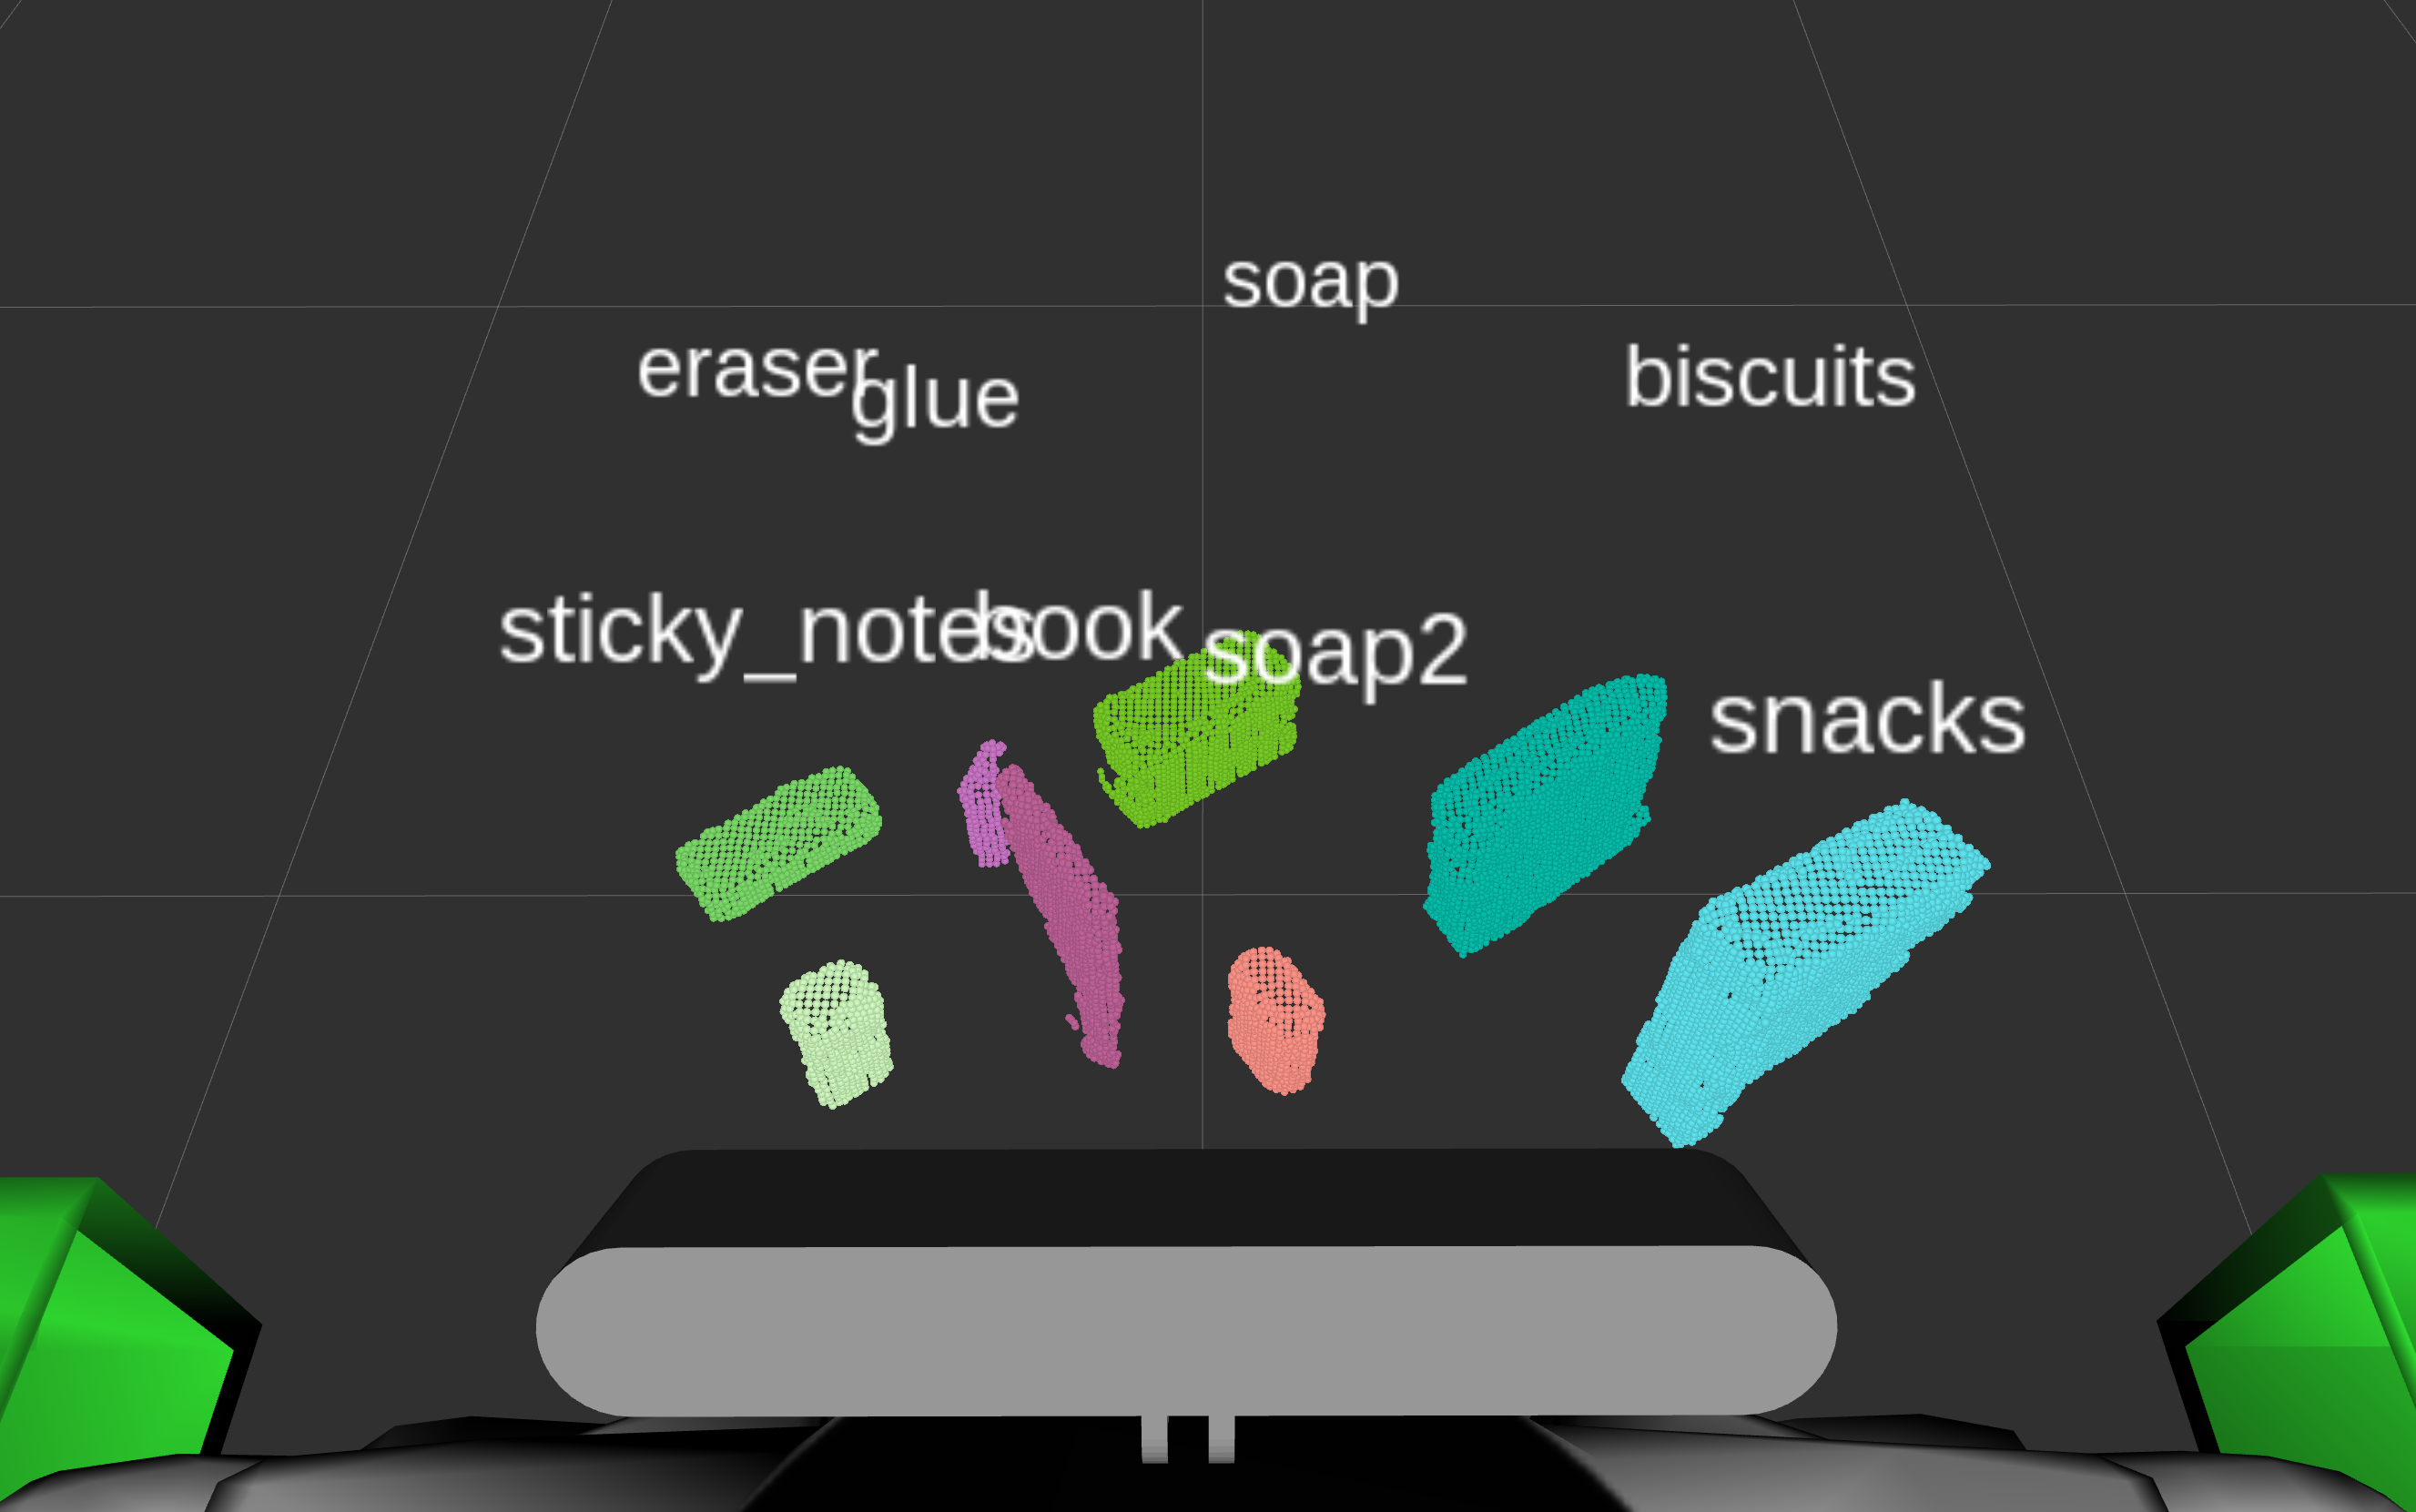 soap
eraser
glue
biscuits
sticky_notes
book
soap2
snacks